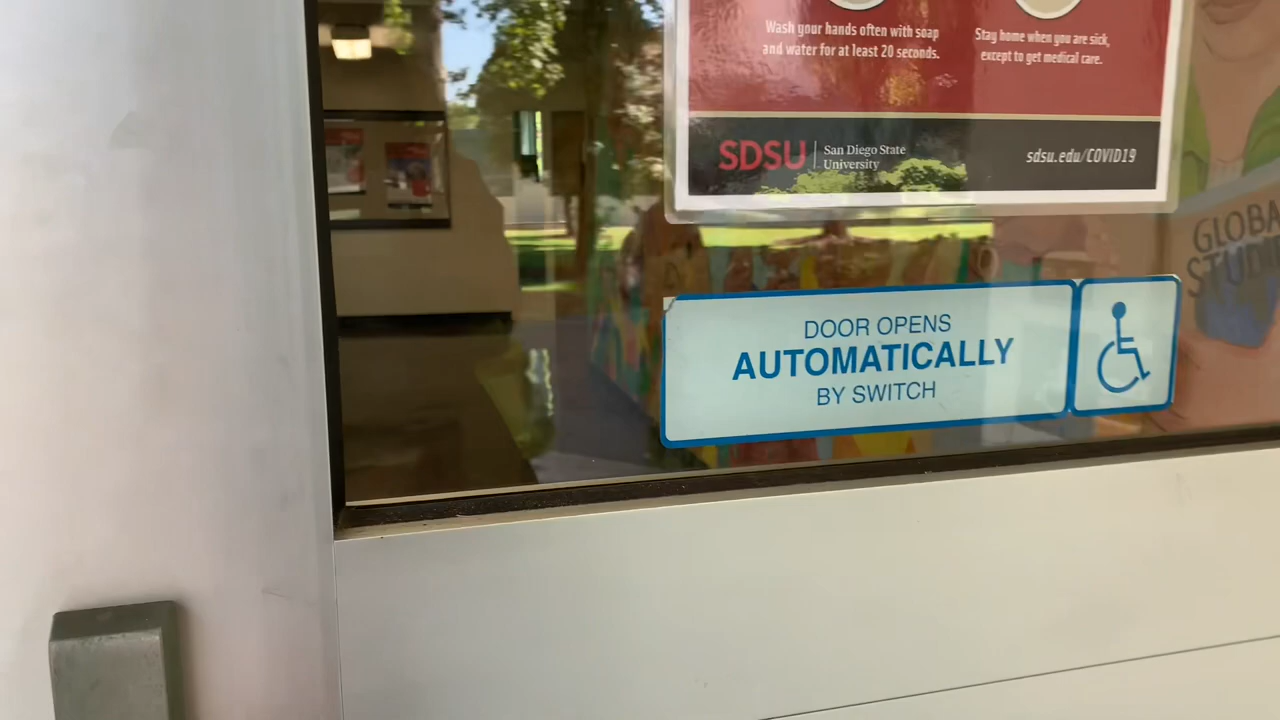 Wash your hands often with soap
and water for at least 20 seconds.
Stay home when you are sick,
except to get medical care.
SDSU
San Diego State
University
sdsu.edu/COVID19
DOOR OPENS
AUTOMATICALLY
BY SWITCH